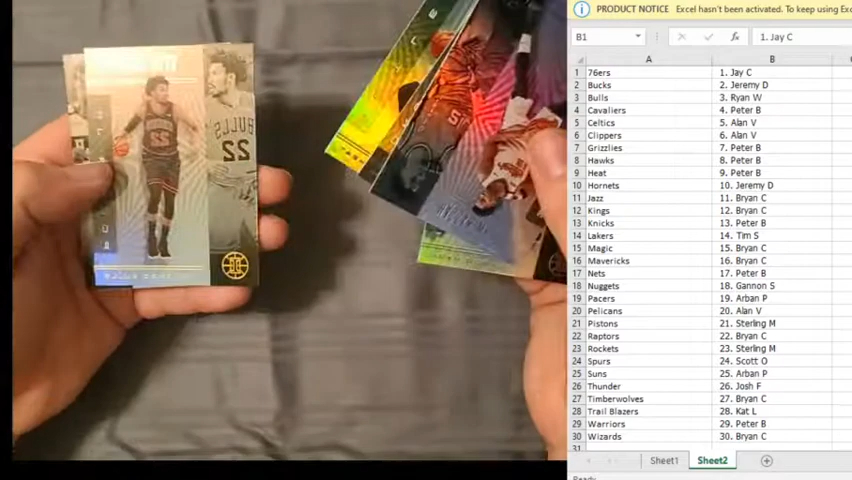 PRODUCT NOTICE Excel hasn't been activated. To keep using Exc
B1 fx 1. Jay C
A B
1 76ers 1. Jay C
2 Bucks 2. Jeremy D
3 Bulls 3. Ryan W
4 Cavaliers 4. Peter B
5 Celtics 5. Alan V
6 Clippers 6. Alan V
7 Grizzlies 7. Peter B
8 Hawks 8. Peter B
9 Heat 9. Peter B
10 Hornets 10. Jeremy D
11 Jazz 11. Bryan C
12 Kings 12. Bryan C
13 Knicks 13. Peter B
14 Lakers 14. Tim S
15 Magic 15. Bryan C
16 Mavericks 16. Bryan C
17 Nets 17. Peter B
18 Nuggets 18. Gannon S
19 Pacers 19. Arban P
20 Pelicans 20. Alan V
21 Pistons 21. Sterling M
22 Raptors 22. Bryan C
23 Rockets 23. Sterling M
24 Spurs 24. Scott O
25 Suns 25. Arban P
26 Thunder 26. Josh F
27 Timberwolves 27. Bryan C
28 Trail Blazers 28. Kat L
29 Warriors 29. Peter B
30 Wizards 30. Bryan C
31
Sheet1 Sheet2
Ready
BULLS
22
33